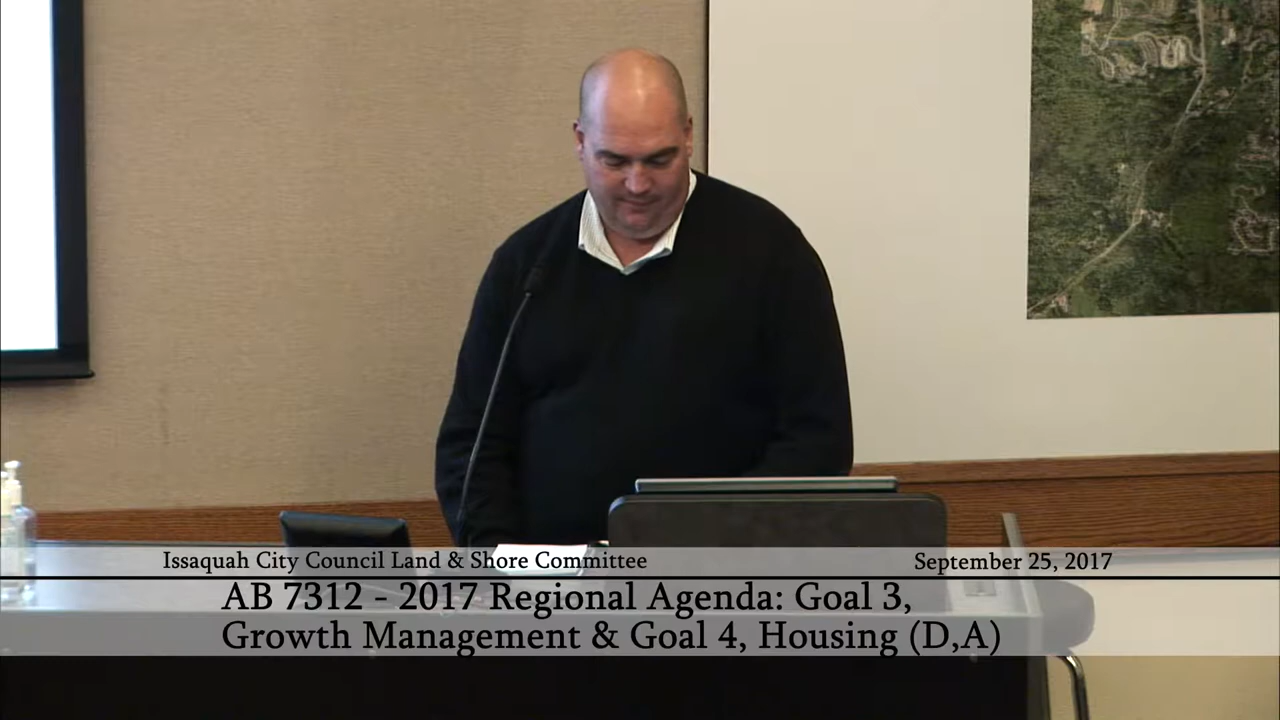 Issaquah City Council Land & Shore Committee
September 25, 2017
AB 7312 - 2017 Regional Agenda: Goal 3,
Growth Management & Goal 4, Housing (D,A)